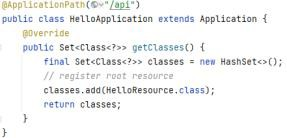 @ApplicationPath("/api")
public class HelloApplication extends Application {
    @Override
    public Set<Class<?>> getClasses() {
        final Set<Class<?>> classes = new HashSet<>();
        // register root resource
        classes.add(HelloResource.class);
        return classes;
    }
}